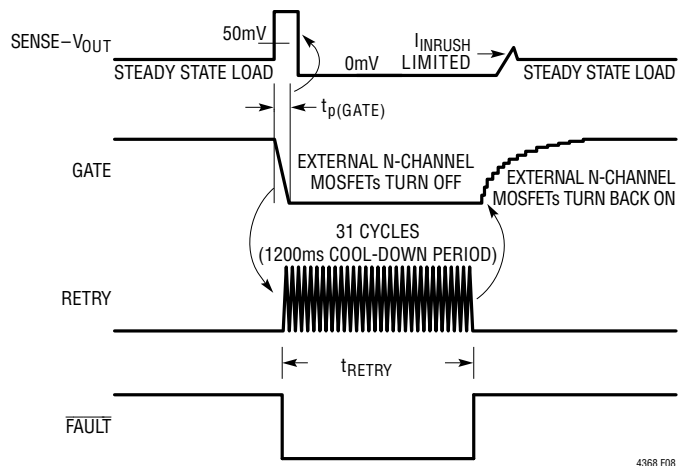 SENSE–VOUT
50mV
STEADY STATE LOAD
0mV
IINRUSH
LIMITED
STEADY STATE LOAD
tp(GATE)
GATE
EXTERNAL N-CHANNEL
MOSFETs TURN OFF
EXTERNAL N-CHANNEL
MOSFETs TURN BACK ON
31 CYCLES
(1200ms COOL-DOWN PERIOD)
RETRY
tRETRY
FAULT
4368 F08